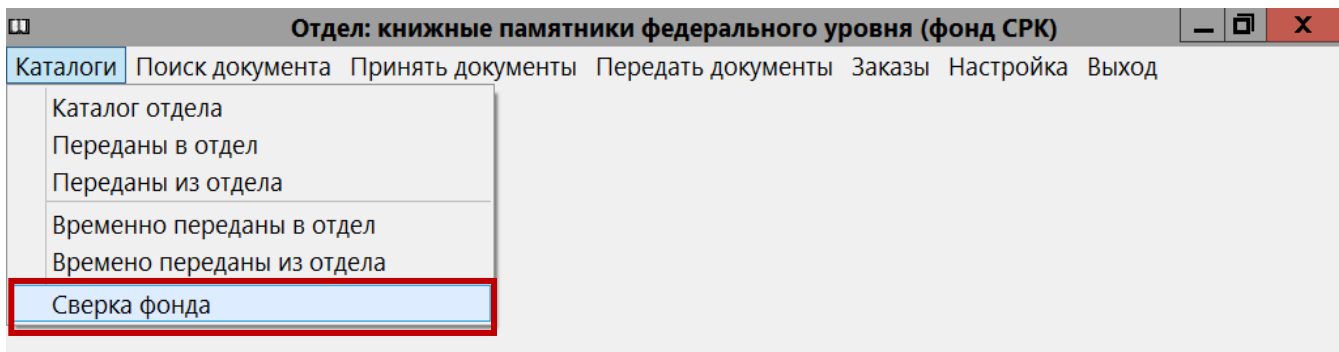 Отдел: книжные памятники федерального уровня (фонд СРК)
Каталоги Поиск документа Принять документы Передать документы Заказы Настройка Выход
Каталог отдела
Переданы в отдел
Переданы из отдела
Временно переданы в отдел
Времено переданы из отдела
Сверка фонда